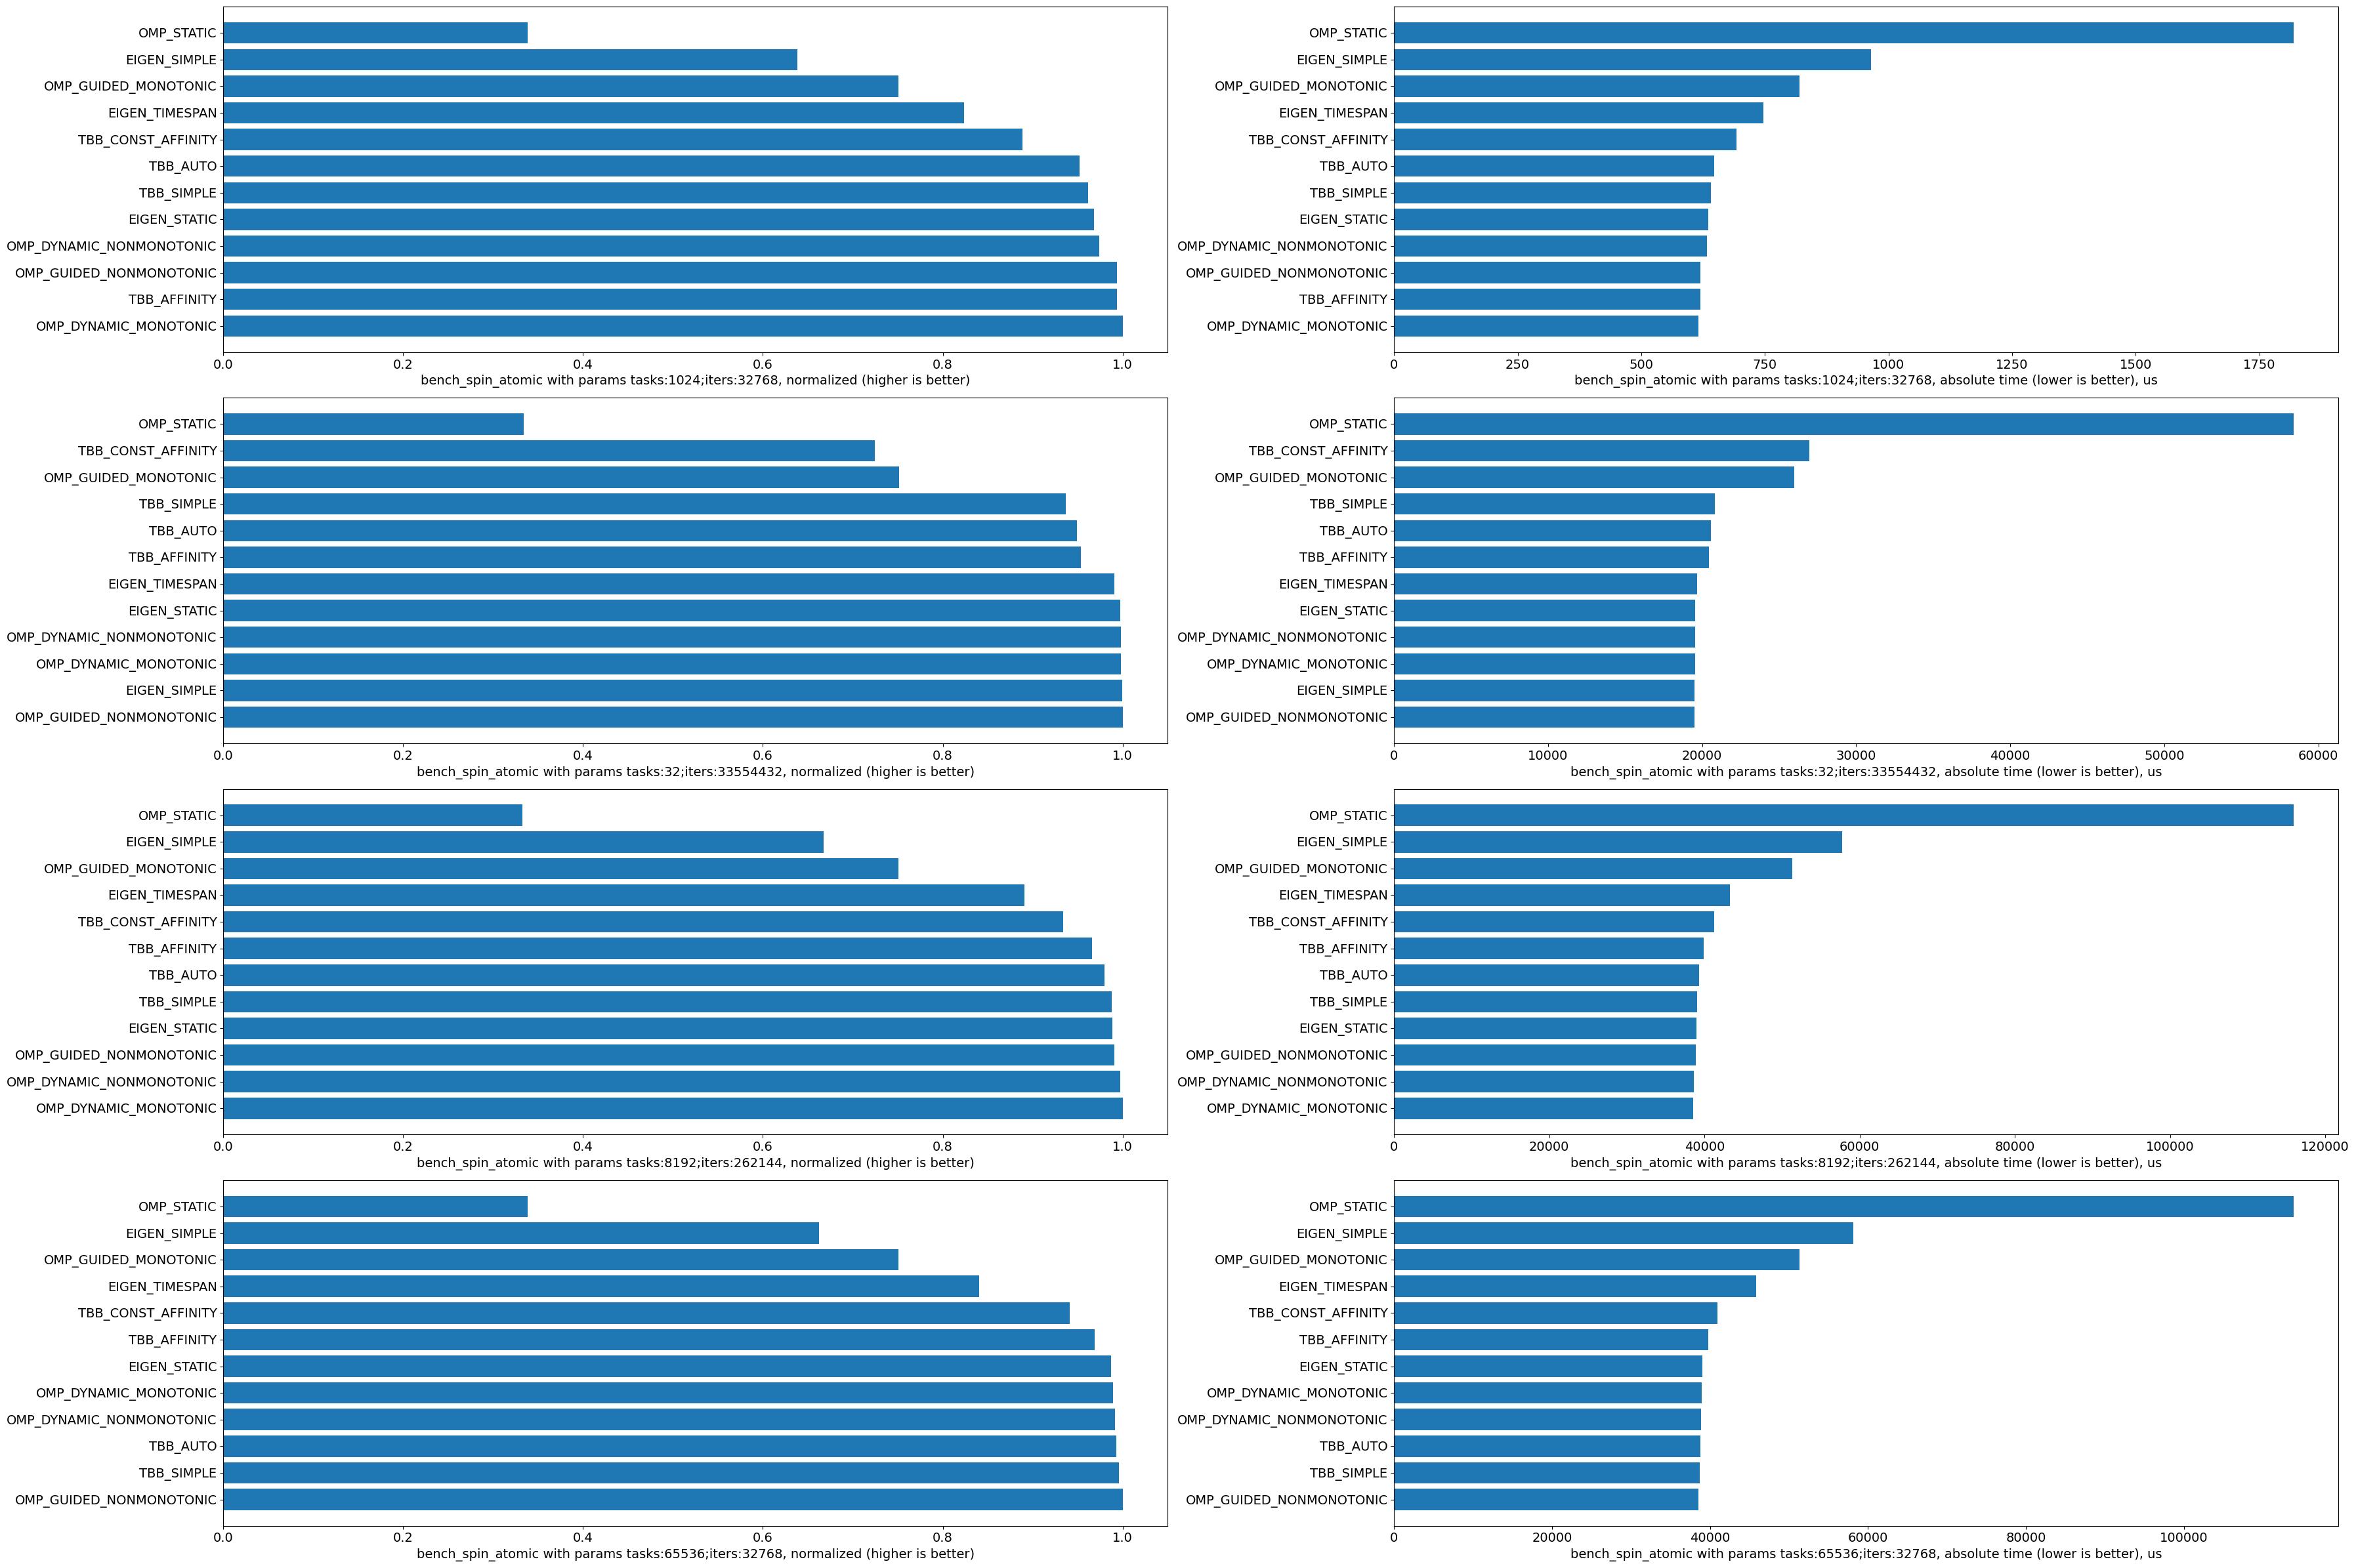 OMP_STATIC
EIGEN_SIMPLE
OMP_GUIDED_MONOTONIC
EIGEN_TIMESPAN
TBB_CONST_AFFINITY
TBB_AUTO
TBB_SIMPLE
EIGEN_STATIC
OMP_DYNAMIC_NONMONOTONIC
OMP_GUIDED_NONMONOTONIC
TBB_AFFINITY
OMP_DYNAMIC_MONOTONIC
0.0 0.2 0.4 0.6 0.8 1.0
bench_spin_atomic with params tasks:1024;iters:32768, normalized (higher is better)
OMP_STATIC
EIGEN_SIMPLE
OMP_GUIDED_MONOTONIC
EIGEN_TIMESPAN
TBB_CONST_AFFINITY
TBB_AUTO
TBB_SIMPLE
EIGEN_STATIC
OMP_DYNAMIC_NONMONOTONIC
OMP_GUIDED_NONMONOTONIC
TBB_AFFINITY
OMP_DYNAMIC_MONOTONIC
0 250 500 750 1000 1250 1500 1750
bench_spin_atomic with params tasks:1024;iters:32768, absolute time (lower is better), us
OMP_STATIC
TBB_CONST_AFFINITY
OMP_GUIDED_MONOTONIC
TBB_SIMPLE
TBB_AUTO
TBB_AFFINITY
EIGEN_TIMESPAN
EIGEN_STATIC
OMP_DYNAMIC_NONMONOTONIC
OMP_DYNAMIC_MONOTONIC
EIGEN_SIMPLE
OMP_GUIDED_NONMONOTONIC
0.0 0.2 0.4 0.6 0.8 1.0
bench_spin_atomic with params tasks:32;iters:33554432, normalized (higher is better)
OMP_STATIC
TBB_CONST_AFFINITY
OMP_GUIDED_MONOTONIC
TBB_SIMPLE
TBB_AUTO
TBB_AFFINITY
EIGEN_TIMESPAN
EIGEN_STATIC
OMP_DYNAMIC_NONMONOTONIC
OMP_DYNAMIC_MONOTONIC
EIGEN_SIMPLE
OMP_GUIDED_NONMONOTONIC
0 10000 20000 30000 40000 50000 60000
bench_spin_atomic with params tasks:32;iters:33554432, absolute time (lower is better), us
OMP_STATIC
EIGEN_SIMPLE
OMP_GUIDED_MONOTONIC
EIGEN_TIMESPAN
TBB_CONST_AFFINITY
TBB_AFFINITY
TBB_AUTO
TBB_SIMPLE
EIGEN_STATIC
OMP_GUIDED_NONMONOTONIC
OMP_DYNAMIC_NONMONOTONIC
OMP_DYNAMIC_MONOTONIC
0.0 0.2 0.4 0.6 0.8 1.0
bench_spin_atomic with params tasks:8192;iters:262144, normalized (higher is better)
OMP_STATIC
EIGEN_SIMPLE
OMP_GUIDED_MONOTONIC
EIGEN_TIMESPAN
TBB_CONST_AFFINITY
TBB_AFFINITY
TBB_AUTO
TBB_SIMPLE
EIGEN_STATIC
OMP_GUIDED_NONMONOTONIC
OMP_DYNAMIC_NONMONOTONIC
OMP_DYNAMIC_MONOTONIC
0 20000 40000 60000 80000 100000 120000
bench_spin_atomic with params tasks:8192;iters:262144, absolute time (lower is better), us
OMP_STATIC
EIGEN_SIMPLE
OMP_GUIDED_MONOTONIC
EIGEN_TIMESPAN
TBB_CONST_AFFINITY
TBB_AFFINITY
EIGEN_STATIC
OMP_DYNAMIC_MONOTONIC
OMP_DYNAMIC_NONMONOTONIC
TBB_AUTO
TBB_SIMPLE
OMP_GUIDED_NONMONOTONIC
0.0 0.2 0.4 0.6 0.8 1.0
bench_spin_atomic with params tasks:65536;iters:32768, normalized (higher is better)
OMP_STATIC
EIGEN_SIMPLE
OMP_GUIDED_MONOTONIC
EIGEN_TIMESPAN
TBB_CONST_AFFINITY
TBB_AFFINITY
EIGEN_STATIC
OMP_DYNAMIC_MONOTONIC
OMP_DYNAMIC_NONMONOTONIC
TBB_AUTO
TBB_SIMPLE
OMP_GUIDED_NONMONOTONIC
0 20000 40000 60000 80000 100000
bench_spin_atomic with params tasks:65536;iters:32768, absolute time (lower is better), us